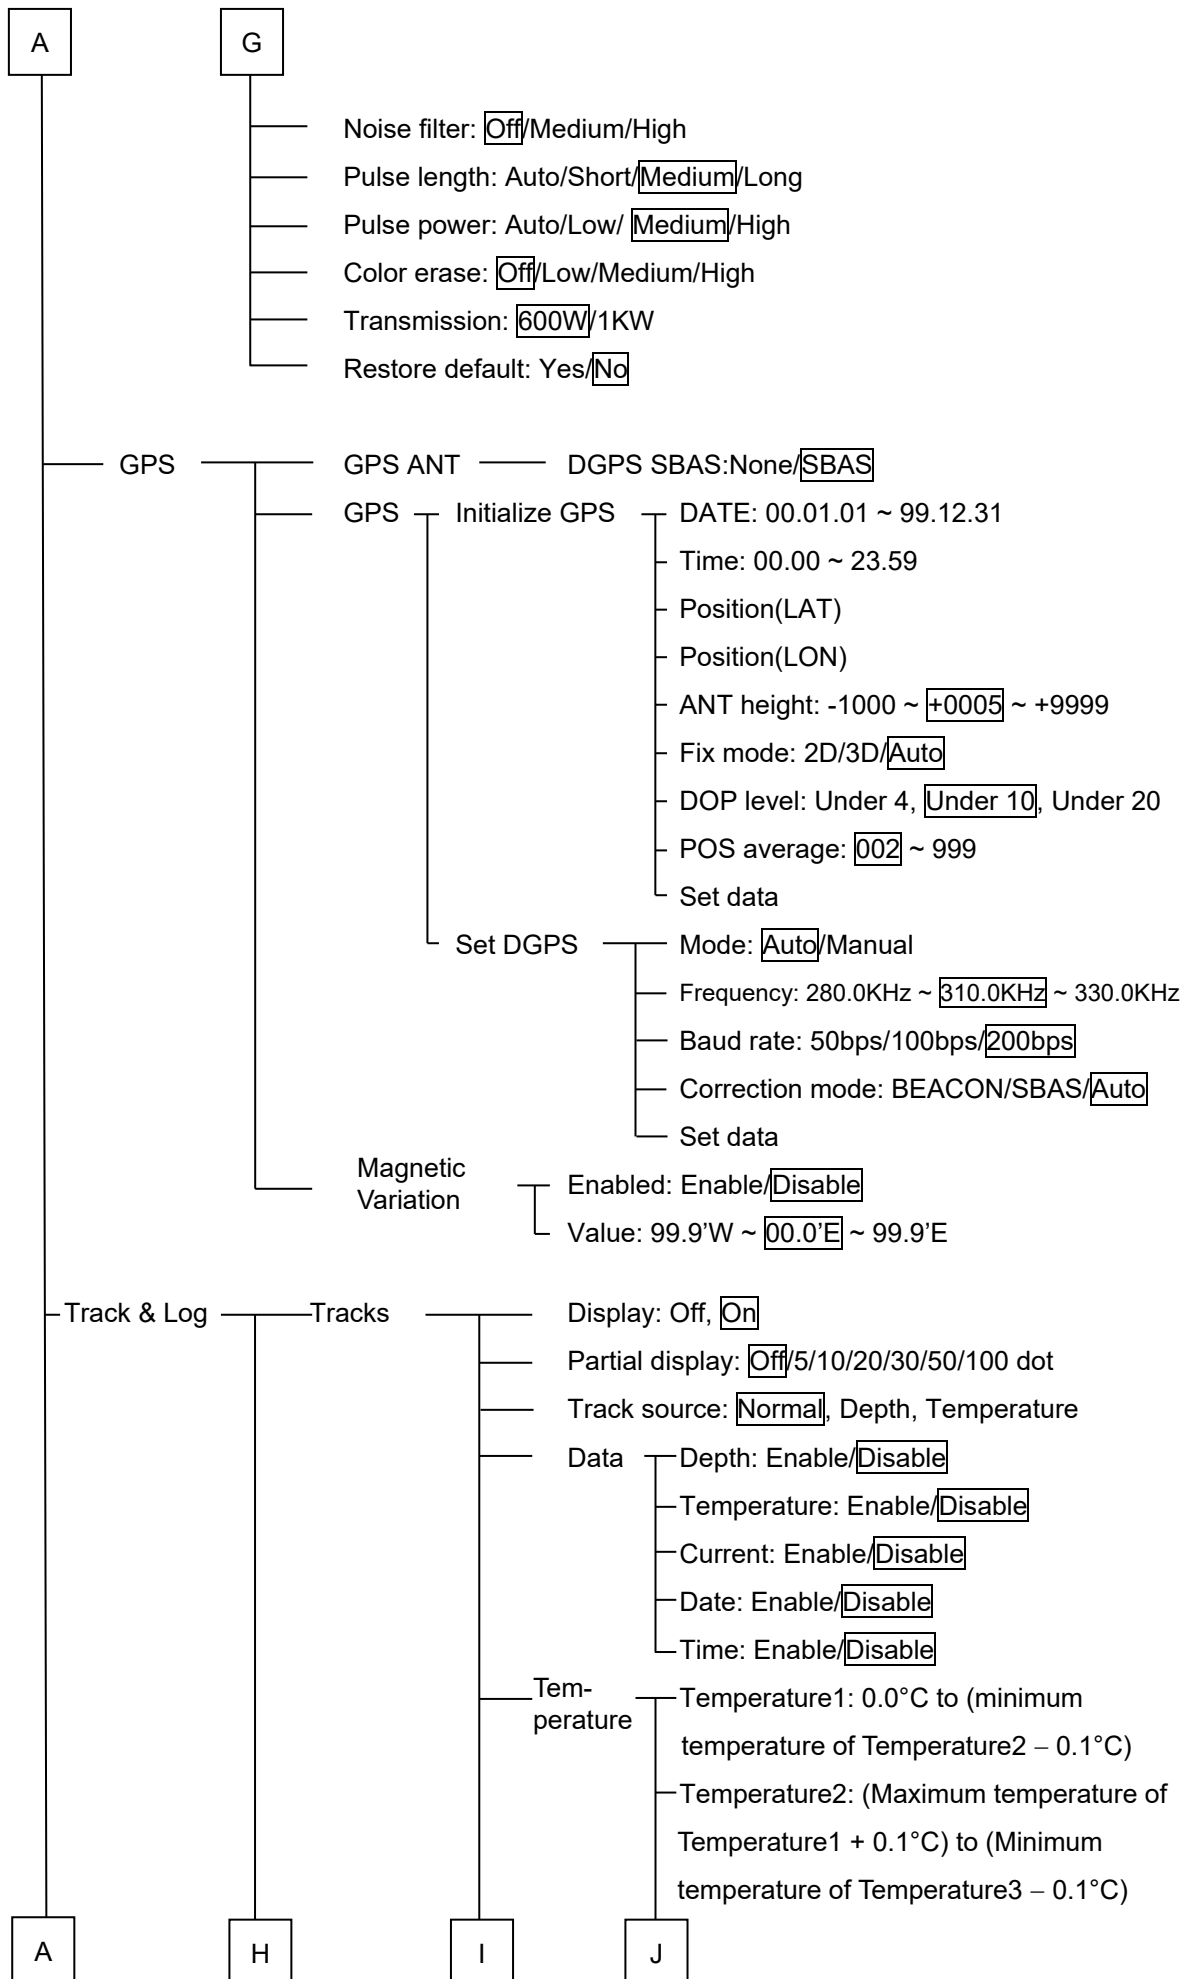 A G
Noise filter: Off/Medium/High
Pulse length: Auto/Short/Medium/Long
Pulse power: Auto/Low/ Medium/High
Color erase: Off/Low/Medium/High
Transmission: 600W/1KW
Restore default: Yes/No
GPS GPS ANT DGPS SBAS:None/SBAS
GPS Initialize GPS DATE: 00.01.01 ~ 99.12.31
Time: 00.00 ~ 23.59
Position(LAT)
Position(LON)
ANT height: -1000 ~ +0005 ~ +9999
Fix mode: 2D/3D/Auto
DOP level: Under 4, Under 10, Under 20
POS average: 002 ~ 999
Set data
Set DGPS Mode: Auto/Manual
Frequency: 280.0KHz ~ 310.0KHz ~ 330.0KHz
Baud rate: 50bps/100bps/200bps
Correction mode: BEACON/SBAS/Auto
Set data
Magnetic
Variation
Enabled: Enable/Disable
Value: 99.9’W ~ 00.0’E ~ 99.9’E
Track & Log Tracks Display: Off, On
Partial display: Off/5/10/20/30/50/100 dot
Track source: Normal, Depth, Temperature
Data Depth: Enable/Disable
Temperature: Enable/Disable
Current: Enable/Disable
Date: Enable/Disable
Time: Enable/Disable
Tem-
perature
Temperature1: 0.0°C to (minimum
temperature of Temperature2 – 0.1°C)
Temperature2: (Maximum temperature of
Temperature1 + 0.1°C) to (Minimum
temperature of Temperature3 – 0.1°C)
A H I J